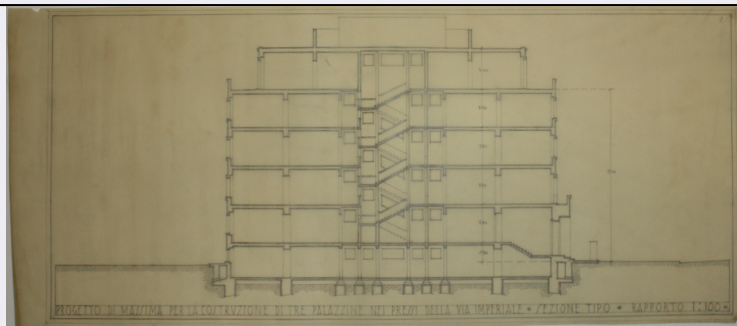 PROGETTO DI MASSIMA PER LA COSTRUZIONE DI TRE PALAZZINE NEI PRESSI DELLA VIA IMPERIALE • SEZIONE TIPO • RAPPORTO 1:100 •